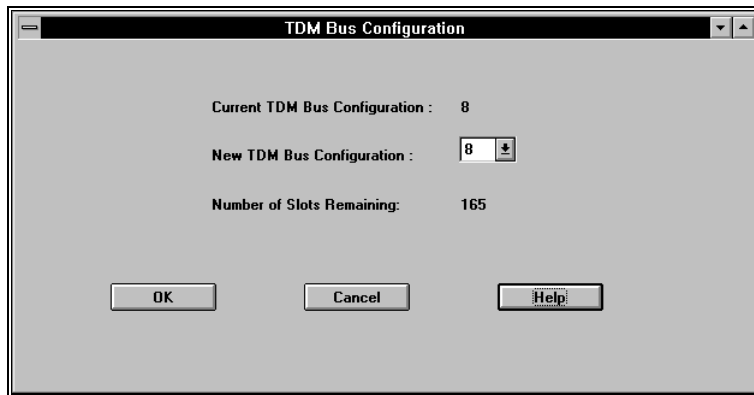 TDM Bus Configuration
Current TDM Bus Configuration : 8
New TDM Bus Configuration : 8
Number of Slots Remaining: 165
OK Cancel Help